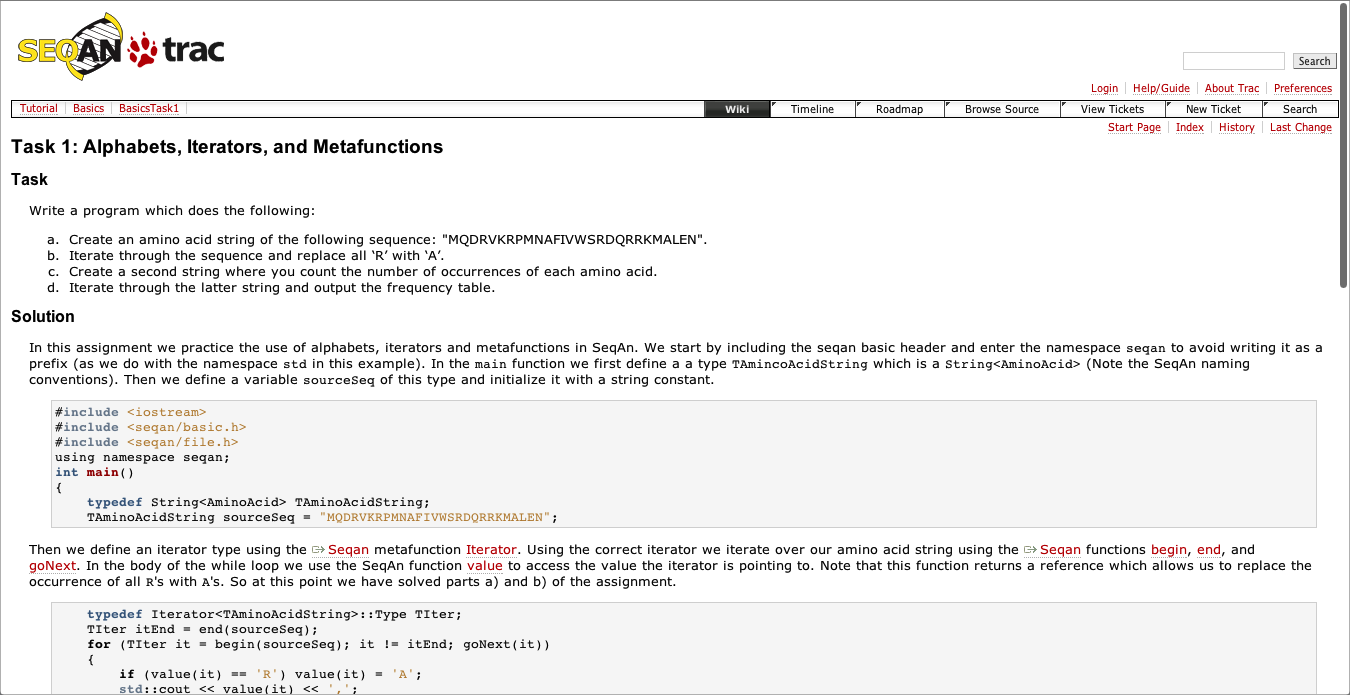 SEQAN trac
Search
Login Help/Guide About Trac Preferences
Tutorial Basics BasicsTask1 Wiki Timeline Roadmap Browse Source View Tickets New Ticket Search
Start Page Index History Last Change
Task 1: Alphabets, Iterators, and Metafunctions
Task
Write a program which does the following:
a. Create an amino acid string of the following sequence: "MQDRVKRPMNAFIVWSRDQRRKMALEN".
b. Iterate through the sequence and replace all ‘R’ with ‘A’.
c. Create a second string where you count the number of occurrences of each amino acid.
d. Iterate through the latter string and output the frequency table.
Solution
In this assignment we practice the use of alphabets, iterators and metafunctions in SeqAn. We start by including the seqan basic header and enter the namespace seqan to avoid writing it as a
prefix (as we do with the namespace std in this example). In the main function we first define a a type TAmincoAcidString which is a String<AminoAcid> (Note the SeqAn naming
conventions). Then we define a variable sourceSeq of this type and initialize it with a string constant.
#include <iostream>
#include <seqan/basic.h>
#include <seqan/file.h>
using namespace seqan;
int main()
{
typedef String<AminoAcid> TAminoAcidString;
TAminoAcidString sourceSeq = "MQDRVKRPMNAFIVWSRDQRRKMALEN";
Then we define an iterator type using the Seqan metafunction Iterator. Using the correct iterator we iterate over our amino acid string using the Seqan functions begin, end, and
goNext. In the body of the while loop we use the SeqAn function value to access the value the iterator is pointing to. Note that this function returns a reference which allows us to replace the
occurrence of all R's with A's. So at this point we have solved parts a) and b) of the assignment.
typedef Iterator<TAminoAcidString>::Type TIter;
TIter itEnd = end(sourceSeq);
for (TIter it = begin(sourceSeq); it != itEnd; goNext(it))
{
if (value(it) == 'R') value(it) = 'A';
std::cout << value(it) << ',';